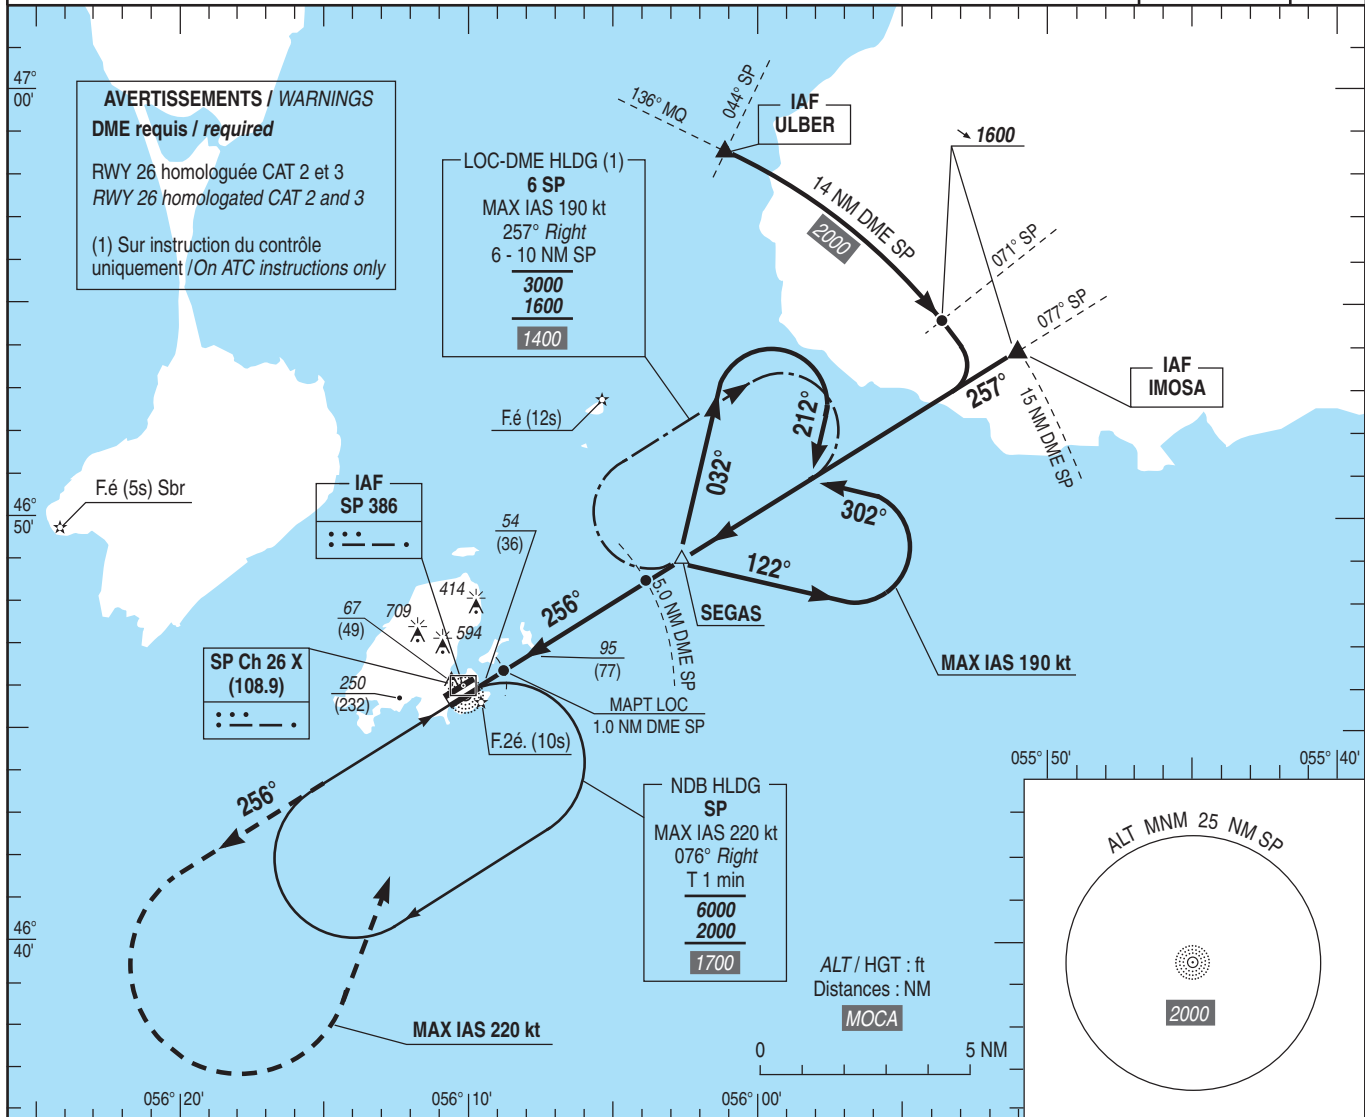 47°
00'
AVERTISSEMENTS / WARNINGS
DME requis / required
RWY 26 homologuée CAT 2 et 3
RWY 26 homologated CAT 2 and 3
(1) Sur instruction du contrôle
uniquement /On ATC instructions only
136° MQ
044° SP
IAF
ULBER
1600
LOC-DME HLDG (1)
6 SP
MAX IAS 190 kt
257° Right
6 - 10 NM SP
3000
1600
1400
14 NM DME SP
2000
071° SP
077° SP
IAF
IMOSA
257°
15 NM DME SP
212°
032°
F.é (12s)
F.é (5s) Sbr
46°
50'
IAF
SP 386
54
(36)
302°
122°
5.0 NM DME SP
SEGAS
256°
414
709
594
67
(49)
95
(77)
MAX IAS 190 kt
SP Ch 26 X
(108.9)
250
(232)
MAPT LOC
1.0 NM DME SP
F.2é. (10s)
055° 50'
055° 40'
256°
NDB HLDG
SP
MAX IAS 220 kt
076° Right
T 1 min
6000
2000
1700
ALT MNM 25 NM SP
2000
46°
40'
ALT / HGT : ft
Distances : NM
MOCA
MAX IAS 220 kt
0
5 NM
056° 20'
056° 10'
056° 00'